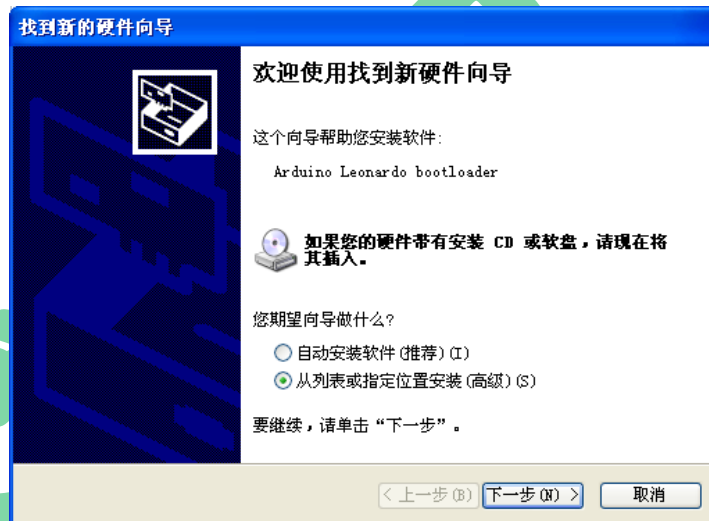 找到新的硬件向导
欢迎使用找到新硬件向导
这个向导帮助您安装软件:
Arduino Leonardo bootloader
如果您的硬件带有安装 CD 或软盘，请现在将
其插入。
您期望向导做什么?
自动安装软件(推荐)(I)
从列表或指定位置安装(高级)(S)
要继续，请单击“下一步”。
< 上一步(B)
下一步(N) >
取消